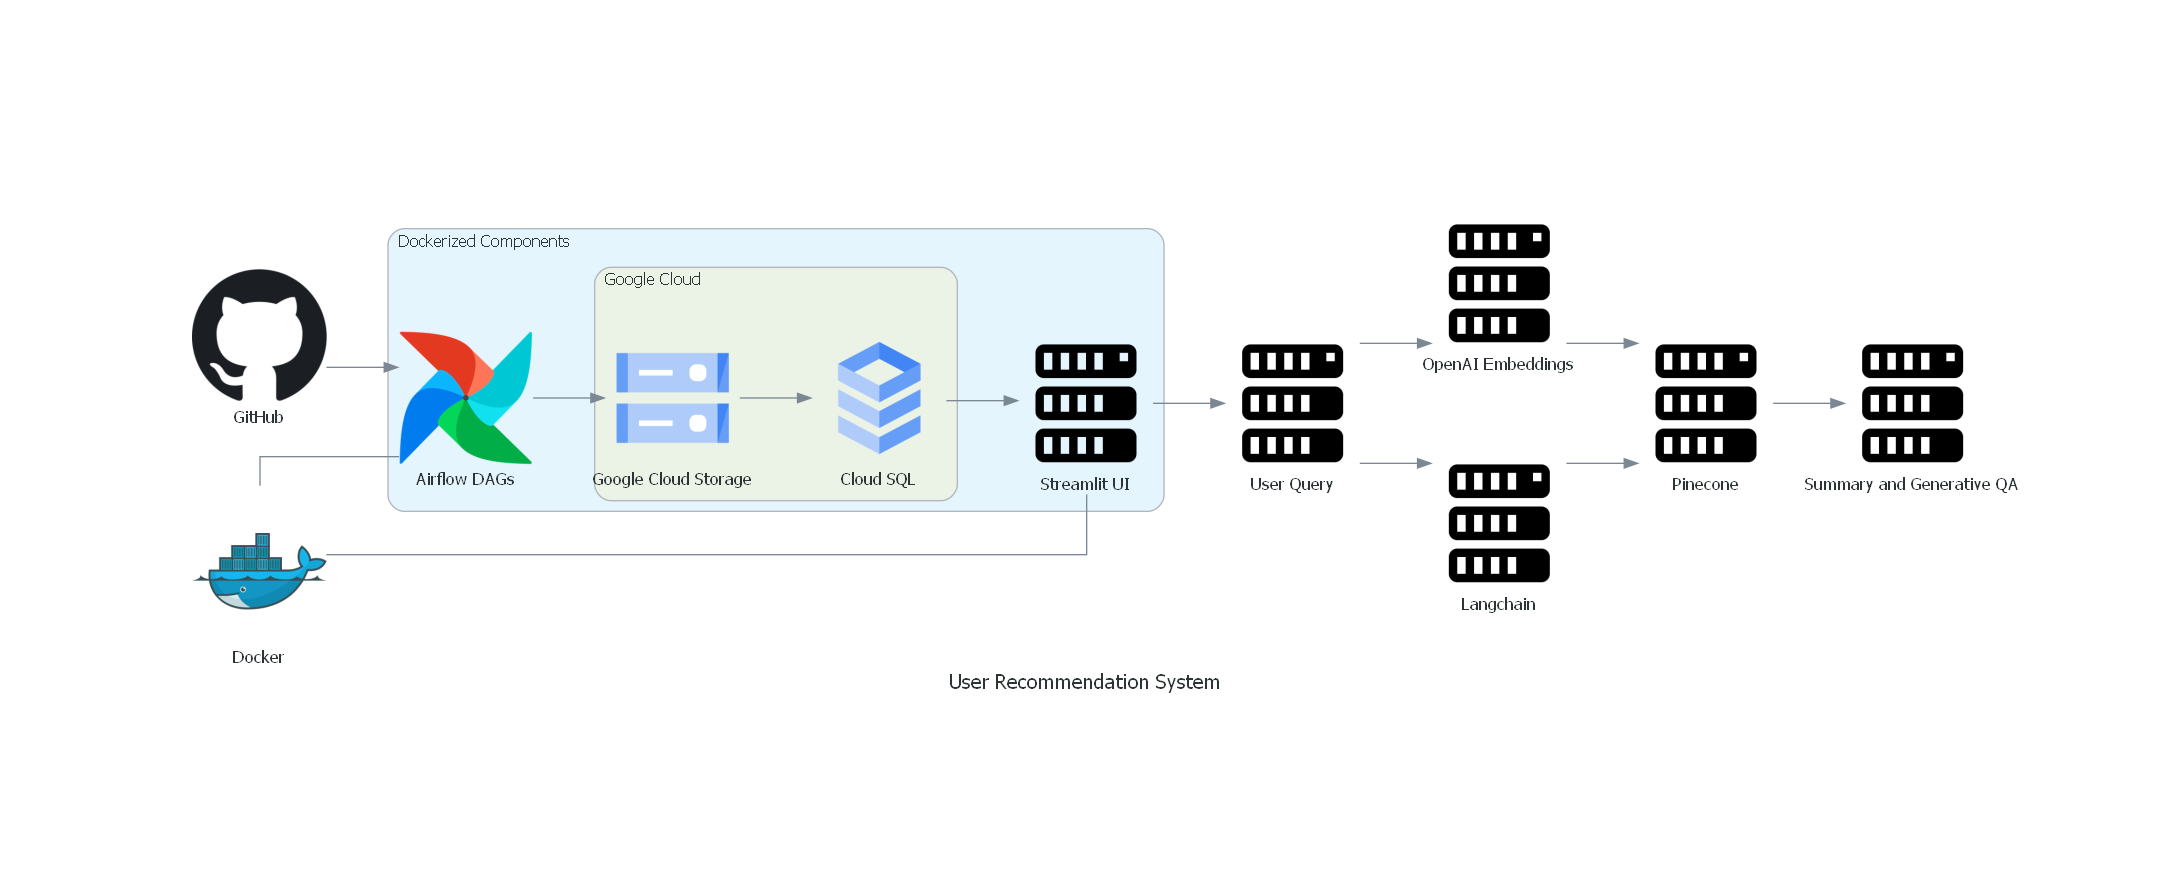 Dockerized Components
Google Cloud
GitHub
Airflow DAGs
Google Cloud Storage
Cloud SQL
Streamlit UI
User Query
OpenAI Embeddings
Langchain
Pinecone
Summary and Generative QA
Docker
User Recommendation System